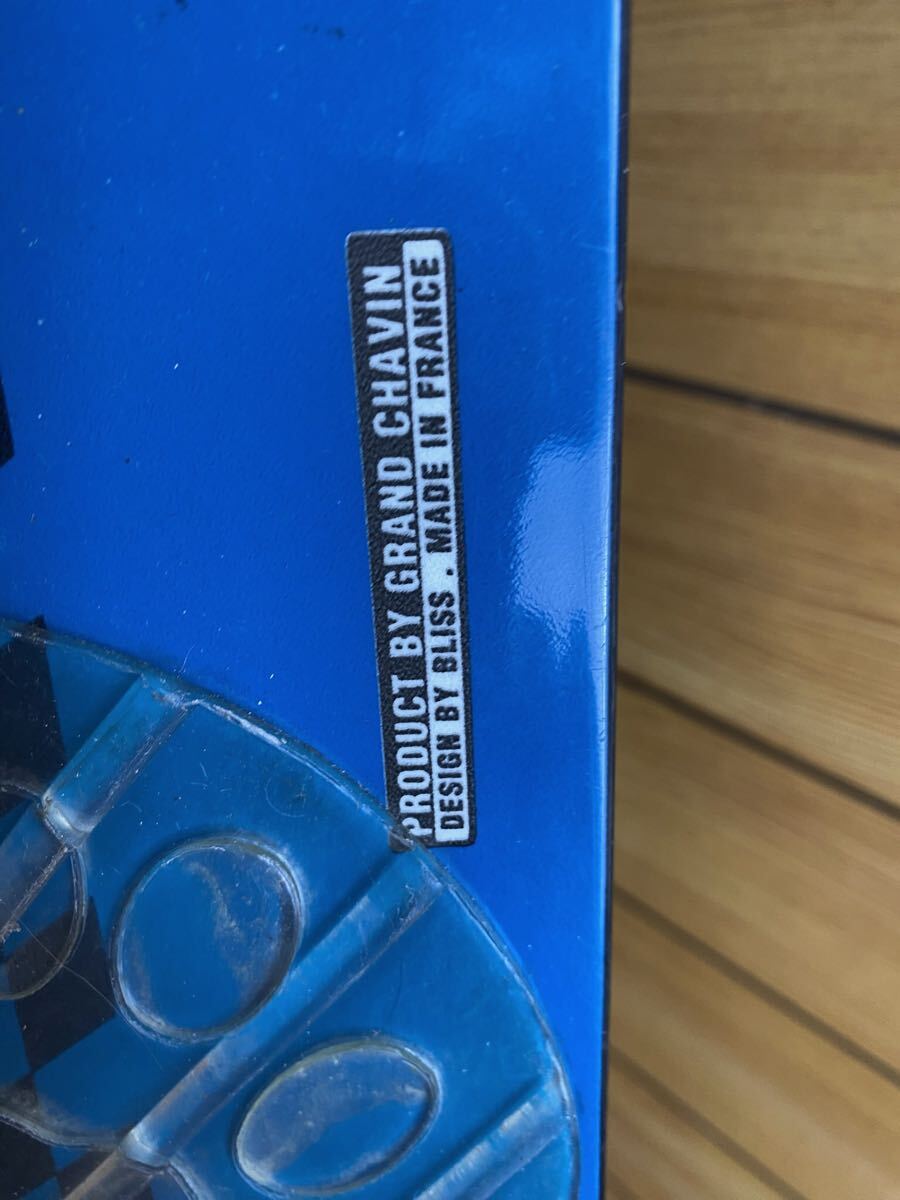 PRODUCT BY GRAND CHAVIN
DESIGN BY BLISS . MADE IN FRANCE